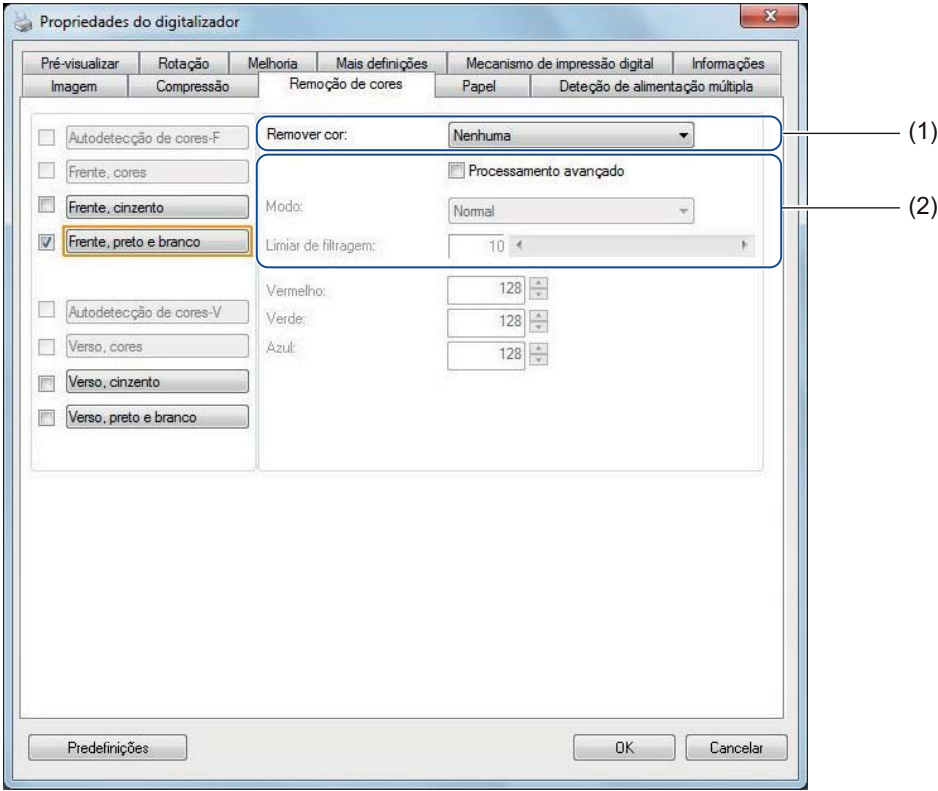 Propriedades do digitalizador
Pré-visualizar Rotação Melhoria Mais definições Mecanismo de impressão digital Informações
Imagem Compressão Remoção de cores Papel Deteção de alimentação múltipla
Autodetecção de cores-F
Frente, cores
Frente, cinzento
Frente, preto e branco
Autodetecção de cores-V
Verso, cores
Verso, cinzento
Verso, preto e branco
Remover cor: Nenhuma (1)
Processamento avançado
Modo: Normal (2)
Limiar de filtragem: 10
Vermelho: 128
Verde: 128
Azul: 128
Predefinições OK Cancelar